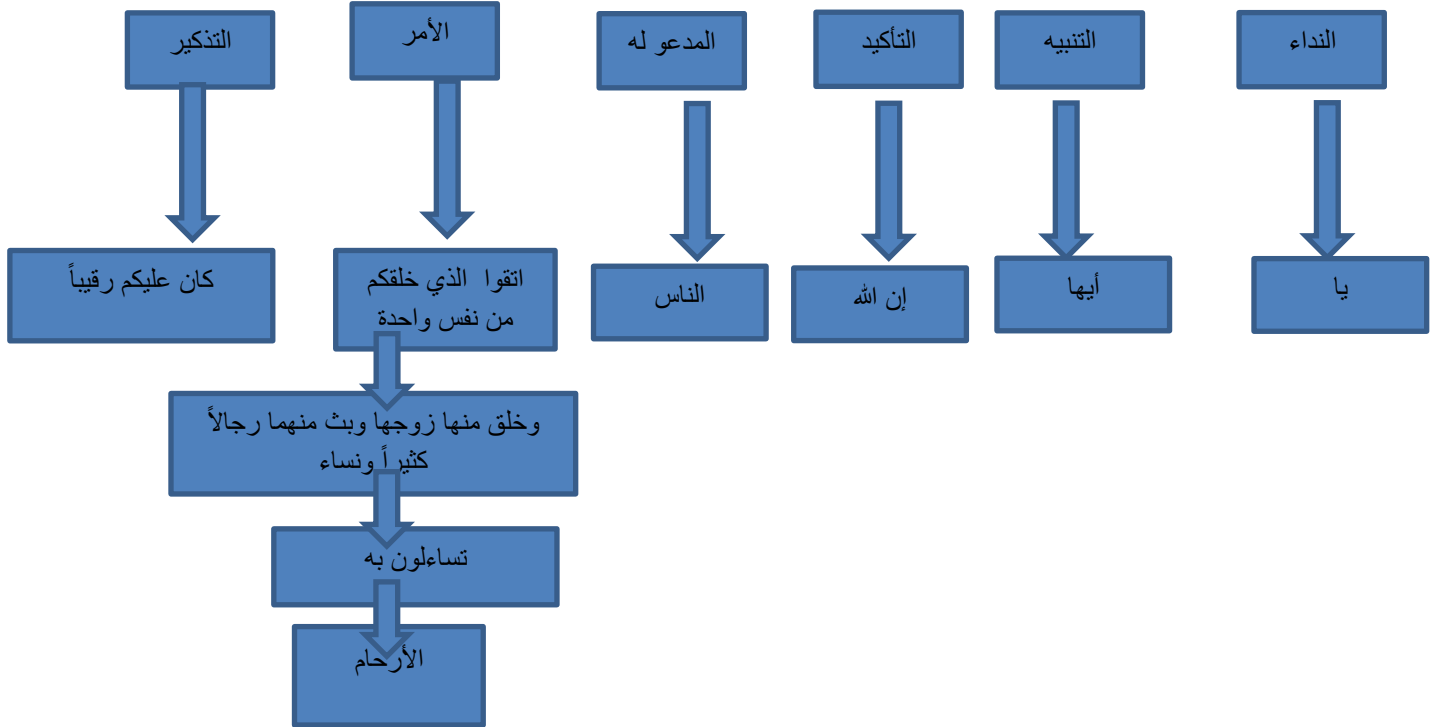 النداء
التنبيه
التأكيد
المدعو له
الأمر
التذكير
يا
أيها
إن الله
الناس
اتقوا الذي خلقكم
من نفس واحدة
كان عليكم رقيباً
وخلق منها زوجها وبث منهما رجالاً
كثيراً ونساء
تساءلون به
الأرحام